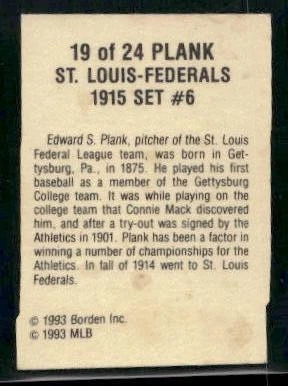 19 of 24 PLANK
ST. LOUIS-FEDERALS
1915 SET #6
Edward S. Plank, pitcher of the St. Louis
Federal League team, was born in Get-
tysburg, Pa., in 1875. He played his first
baseball as a member of the Gettysburg
College team. It was while playing on
the college team that Connie Mack discovered
him, and after a try-out was signed by the
Athletics in 1901. Plank has been a factor in
winning a number of championships for the
Athletics. In fall of 1914 went to St. Louis
Federals.
© 1993 Borden Inc.
© 1993 MLB